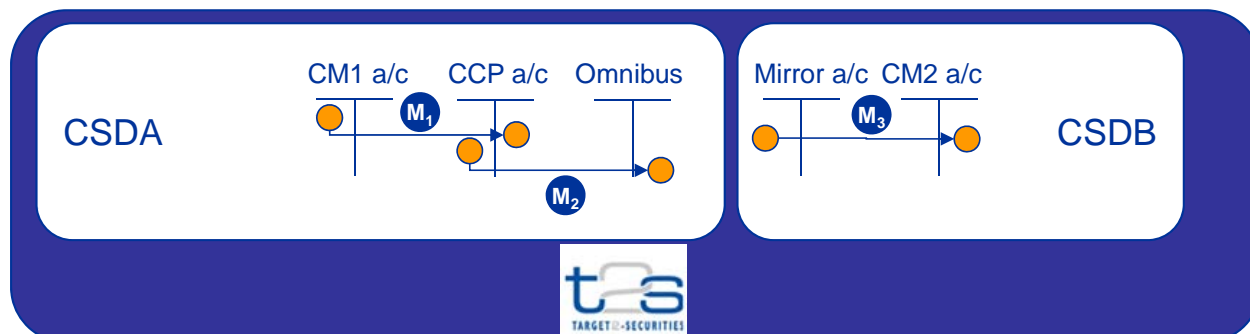 CM1 a/c CCP a/c Omnibus
Mirror a/c CM2 a/c
M1
M3
CSDA
CSDB
M2
t2s
TARGET2-SECURITIES